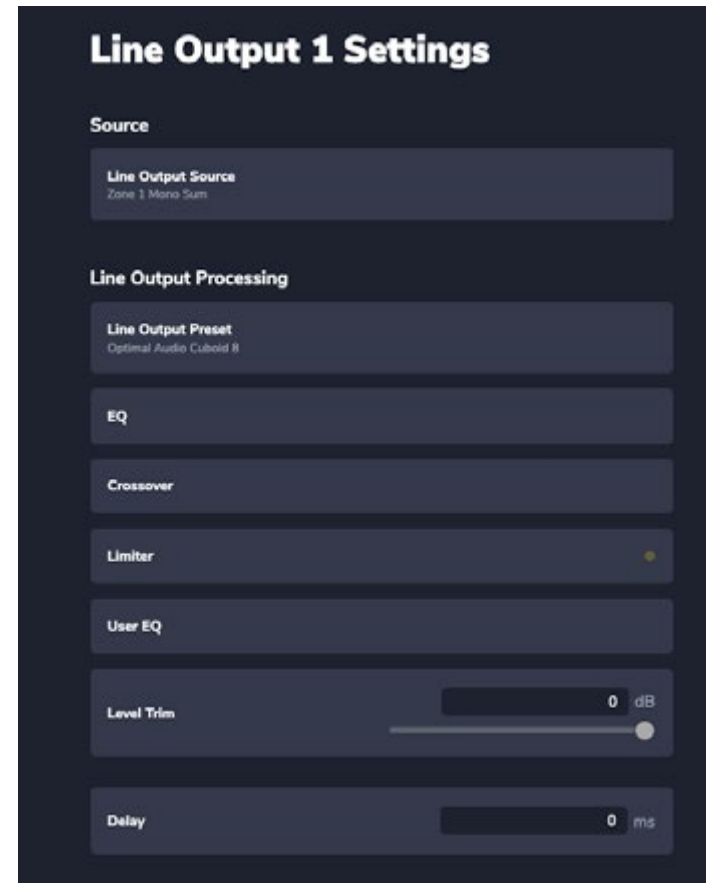 Line Output 1 Settings
Source
Line Output Source
Zone 1 Mono Sum
Line Output Processing
Line Output Preset
Optimal Audio Cuboid 8
EQ
Crossover
Limiter
User EQ
Level Trim
0 dB
Delay
0 ms